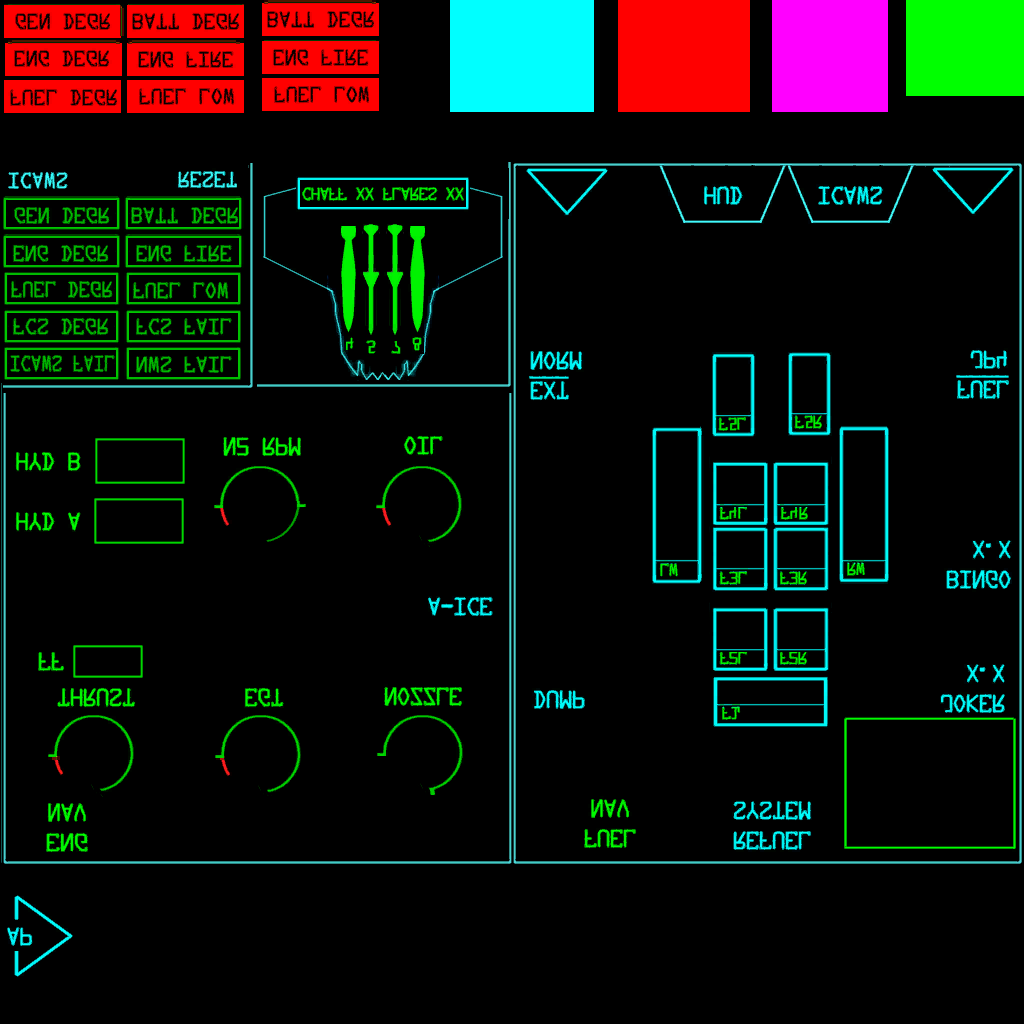 GEN DEGR
BATT DEGR
BATT DEGR
ENG DEGR
ENG FIRE
ENG FIRE
FUEL DEGR
FUEL LOW
FUEL LOW
ICAWS
RESET
GEN DEGR
BATT DEGR
ENG DEGR
ENG FIRE
FUEL DEGR
FUEL LOW
FCS DEGR
FCS FAIL
ICAWS FAIL
NWS FAIL
CHAFF XX FLARES XX
4 5 7 8
HUD
ICAWS
NORM
EXT
JP4
FUEL
F5L
F5R
F4L
F4R
F3L
F3R
LW
RW
F2L
F2R
F1
X.X
BINGO
X.X
JOKER
DUMP
NAV
FUEL
SYSTEM
REFUEL
HYD B
HYD A
N2 RPM
OIL
A-ICE
FF
THRUST
EGT
NOZZLE
NAV
ENG
AP